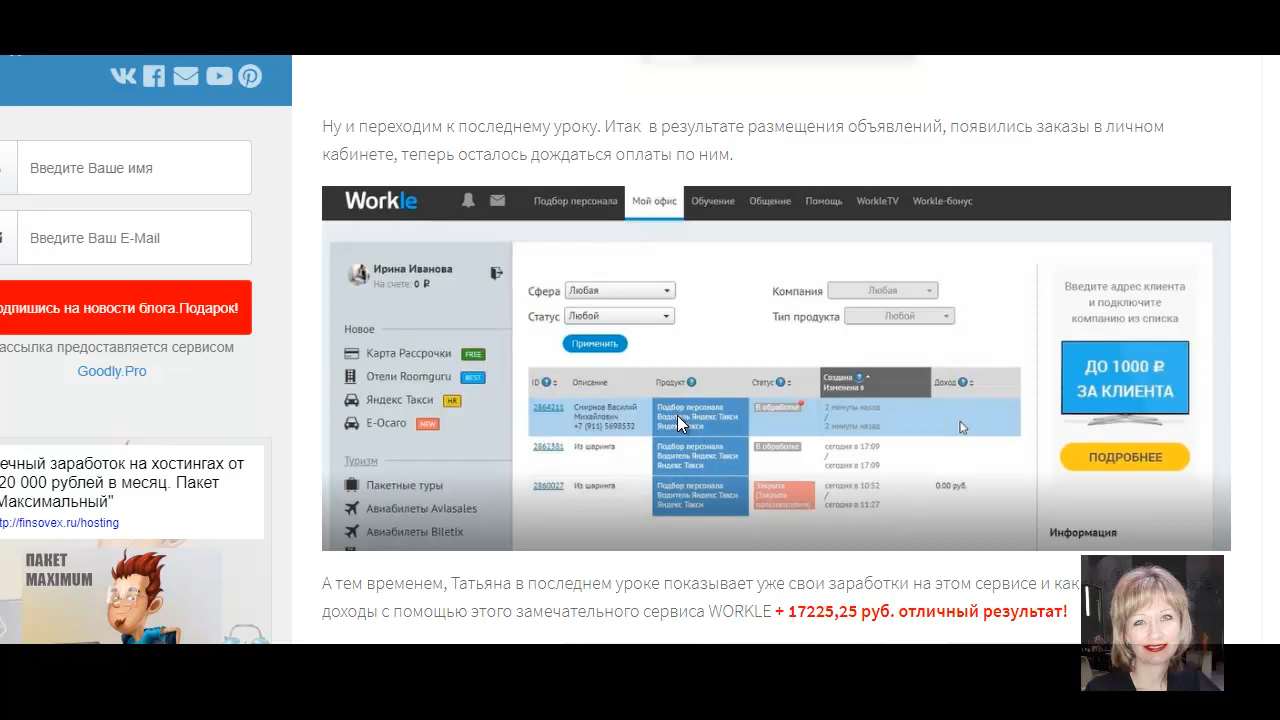 Введите Ваше имя
Введите Ваш E-Mail
одпишись на новости блога.Подарок!
ассылка предоставляется сервисом
Goodly.Pro
ечный заработок на хостингах от
20 000 рублей в месяц. Пакет
Максимальный"
tp://finsovex.ru/hosting
ПАКЕТ
MAXIMUM
Ну и переходим к последнему уроку. Итак в результате размещения объявлений, появились заказы в личном
кабинете, теперь осталось дождаться оплаты по ним.
Workle
Подбор персонала Мой офис Обучение Общение Помощь WorkleTV Workle-бонус
Ирина Иванова
На счете: 0 ₽
Новое
Карта Рассрочки FREE
Отели Roomguru BEST
Яндекс Такси HR
E-Ocaro NEW
Туризм
Пакетные туры
Авиабилеты Aviasales
Авиабилеты Biletix
Сфера Любая Компания Любая
Статус Любой Тип продукта Любой
Применить
ID Описание Продукт Статус Создана Доход
Изменена
2864211 Смирнов Василий Подбор персонала В обработке 2 минуты назад
Михайлович Водитель Яндекс Такси /
+7 (911) 5698532 Яндекс Такси 2 минуты назад
2862381 Из шаринга Подбор персонала В обработке сегодня в 17:09
Водитель Яндекс Такси /
Яндекс Такси сегодня в 17:09
2860027 Из шаринга Подбор персонала Закрыта сегодня в 10:52 0.00 руб.
Водитель Яндекс Такси (Закрыта /
Яндекс Такси пользователем) сегодня в 11:27
Введите адрес клиента
и подключите
компанию из списка
ДО 1000 ₽
ЗА КЛИЕНТА
ПОДРОБНЕЕ
Информация
А тем временем, Татьяна в последнем уроке показывает уже свои заработки на этом сервисе и как
доходы с помощью этого замечательного сервиса WORKLE + 17225,25 руб. отличный результат!